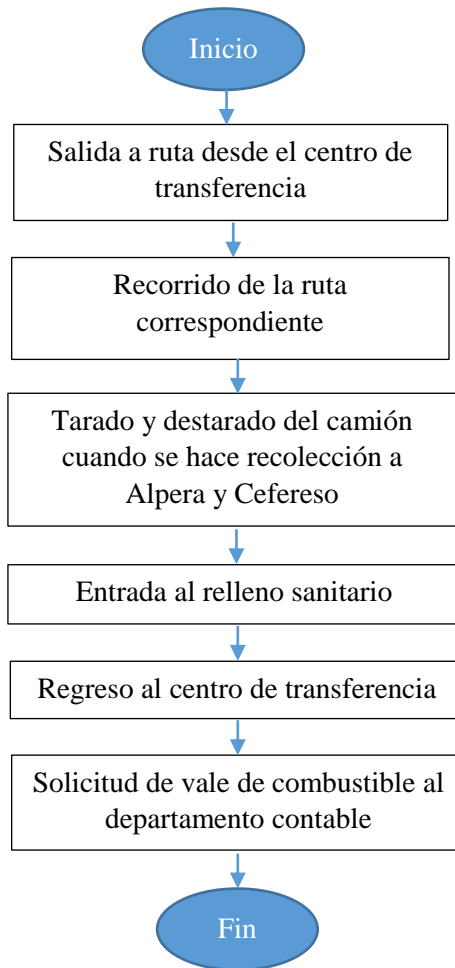 Inicio
Salida a ruta desde el centro de
transferencia
Recorrido de la ruta
correspondiente
Tarado y destarado del camión
cuando se hace recolección a
Alpera y Cefereso
Entrada al relleno sanitario
Regreso al centro de transferencia
Solicitud de vale de combustible al
departamento contable
Fin